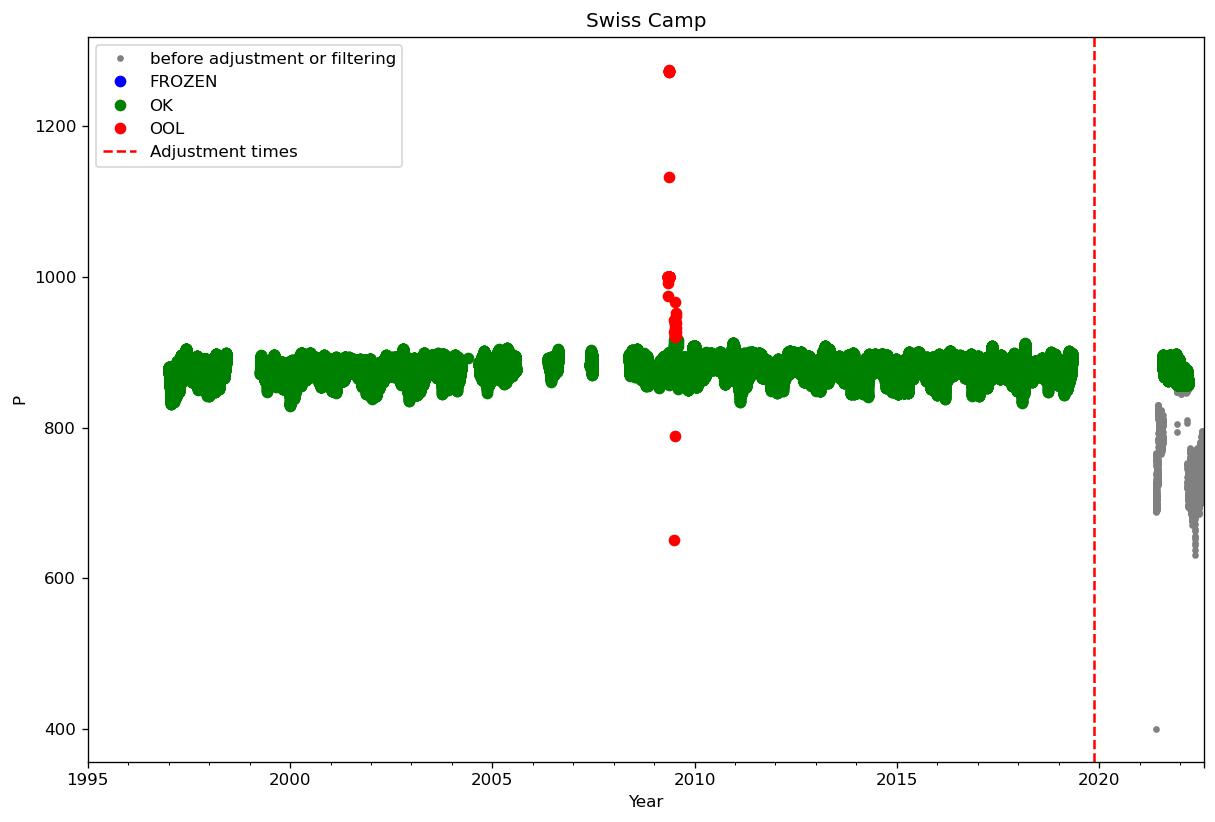 Swiss Camp
before adjustment or filtering
FROZEN
OK
OOL
Adjustment times
1200
1000
800
600
400
P
1995
2000
2005
2010
2015
2020
Year